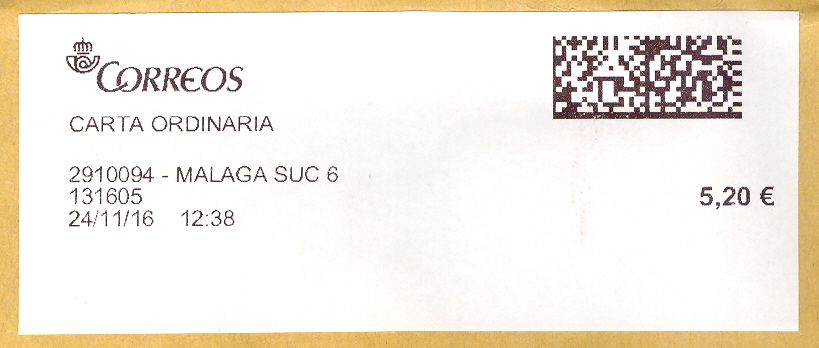 CORREOS
CARTA ORDINARIA
2910094 - MALAGA SUC 6
131605
24/11/16 12:38
5,20 €